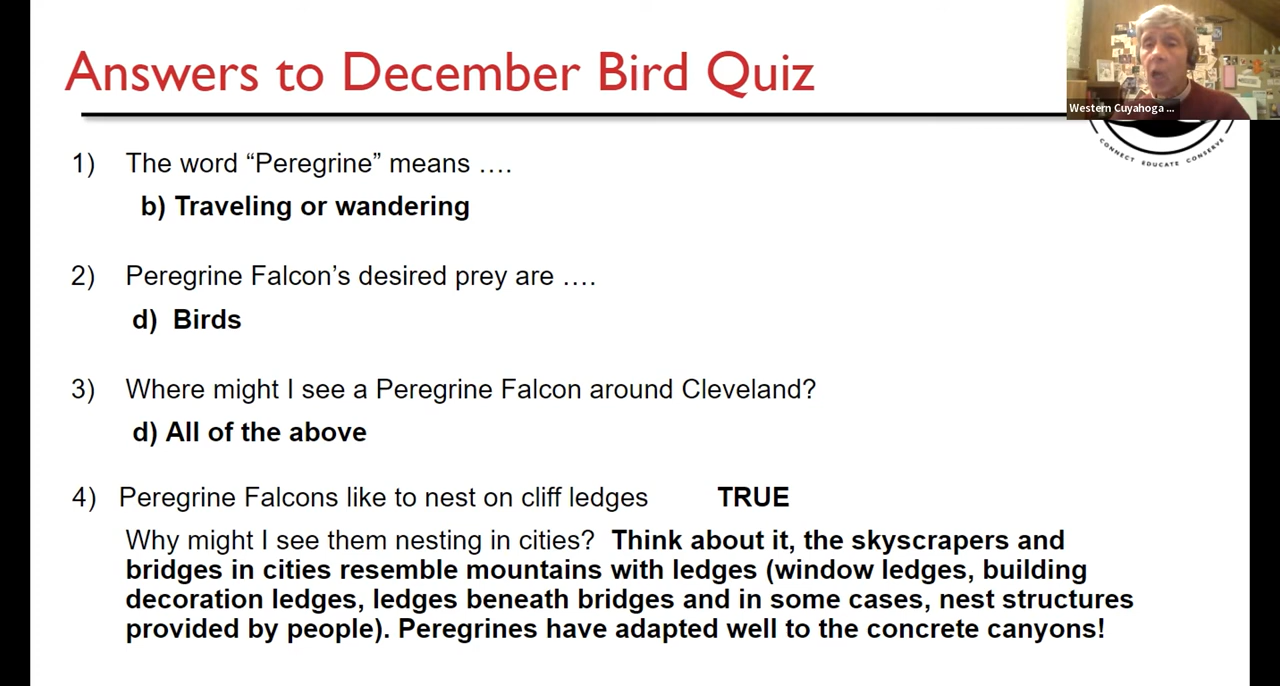 Answers to December Bird Quiz
Western Cuyahoga ...
CONNECT EDUCATE CONSERVE
1) The word “Peregrine” means ….
b) Traveling or wandering
2) Peregrine Falcon’s desired prey are ….
d) Birds
3) Where might I see a Peregrine Falcon around Cleveland?
d) All of the above
4) Peregrine Falcons like to nest on cliff ledges TRUE
Why might I see them nesting in cities? Think about it, the skyscrapers and
bridges in cities resemble mountains with ledges (window ledges, building
decoration ledges, ledges beneath bridges and in some cases, nest structures
provided by people). Peregrines have adapted well to the concrete canyons!